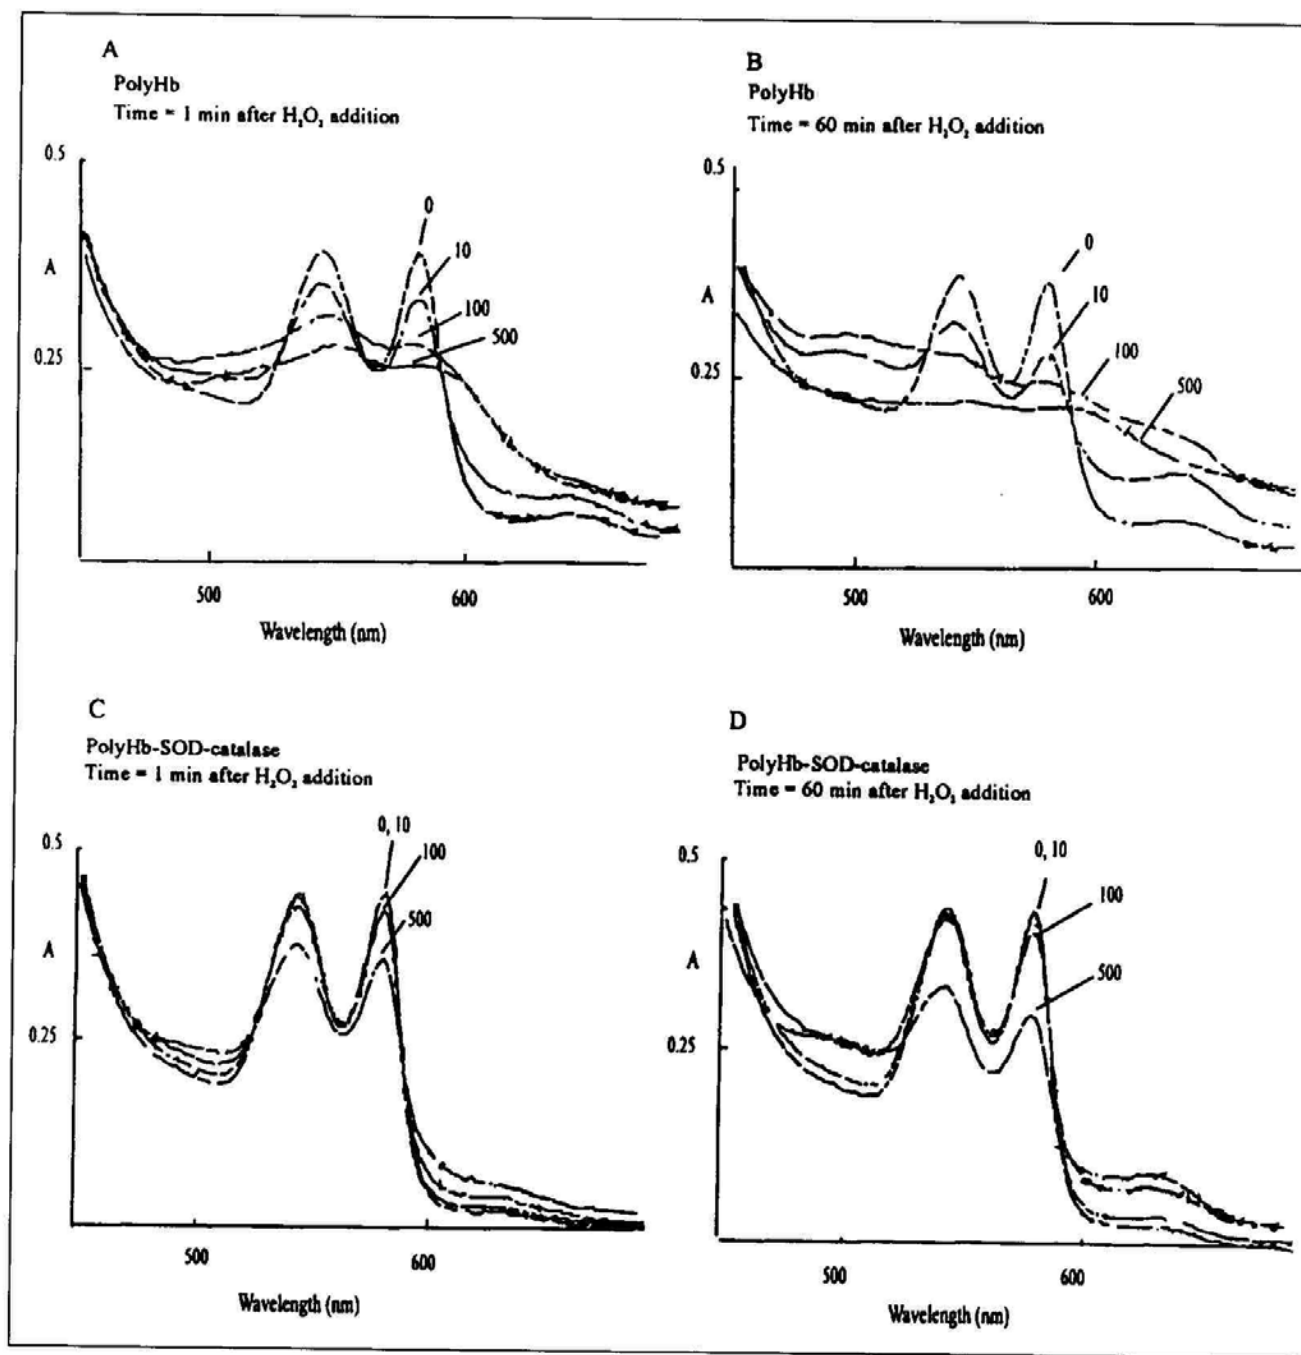 A
PolyHb
Time = 1 min after H₂O₂ addition
0.5
0
10
100
500
A
0.25
500
600
Wavelength (nm)
B
PolyHb
Time = 60 min after H₂O₂ addition
0.5
0
10
100
500
A
0.25
500
600
Wavelength (nm)
C
PolyHb-SOD-catalase
Time = 1 min after H₂O₂ addition
0.5
0, 10
100
500
A
0.25
500
600
Wavelength (nm)
D
PolyHb-SOD-catalase
Time = 60 min after H₂O₂ addition
0.5
0, 10
100
500
A
0.25
500
600
Wavelength (nm)